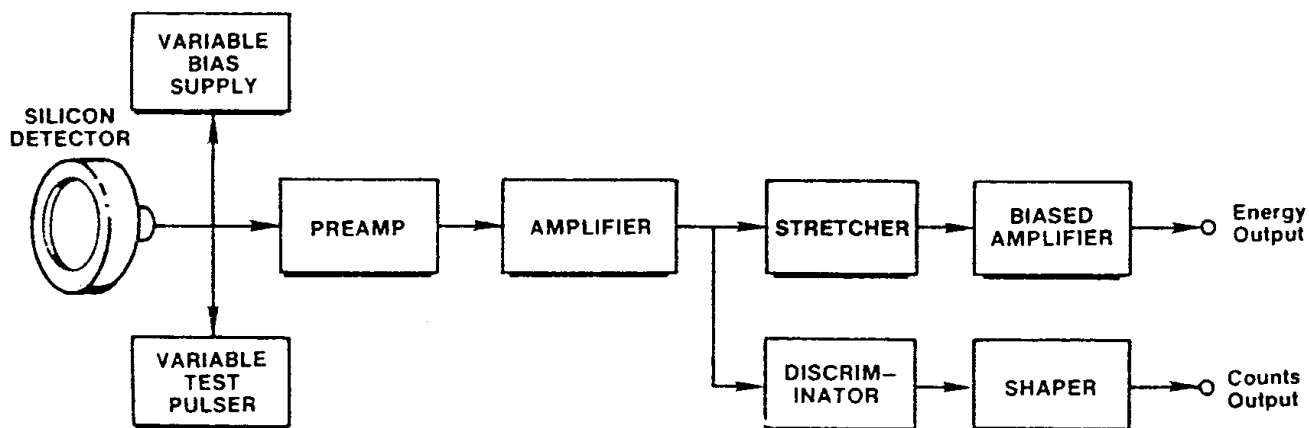 VARIABLE
BIAS
SUPPLY
SILICON
DETECTOR
PREAMP
AMPLIFIER
STRETCHER
BIASED
AMPLIFIER
Energy
Output
VARIABLE
TEST
PULSER
DISCRIM–
INATOR
SHAPER
Counts
Output